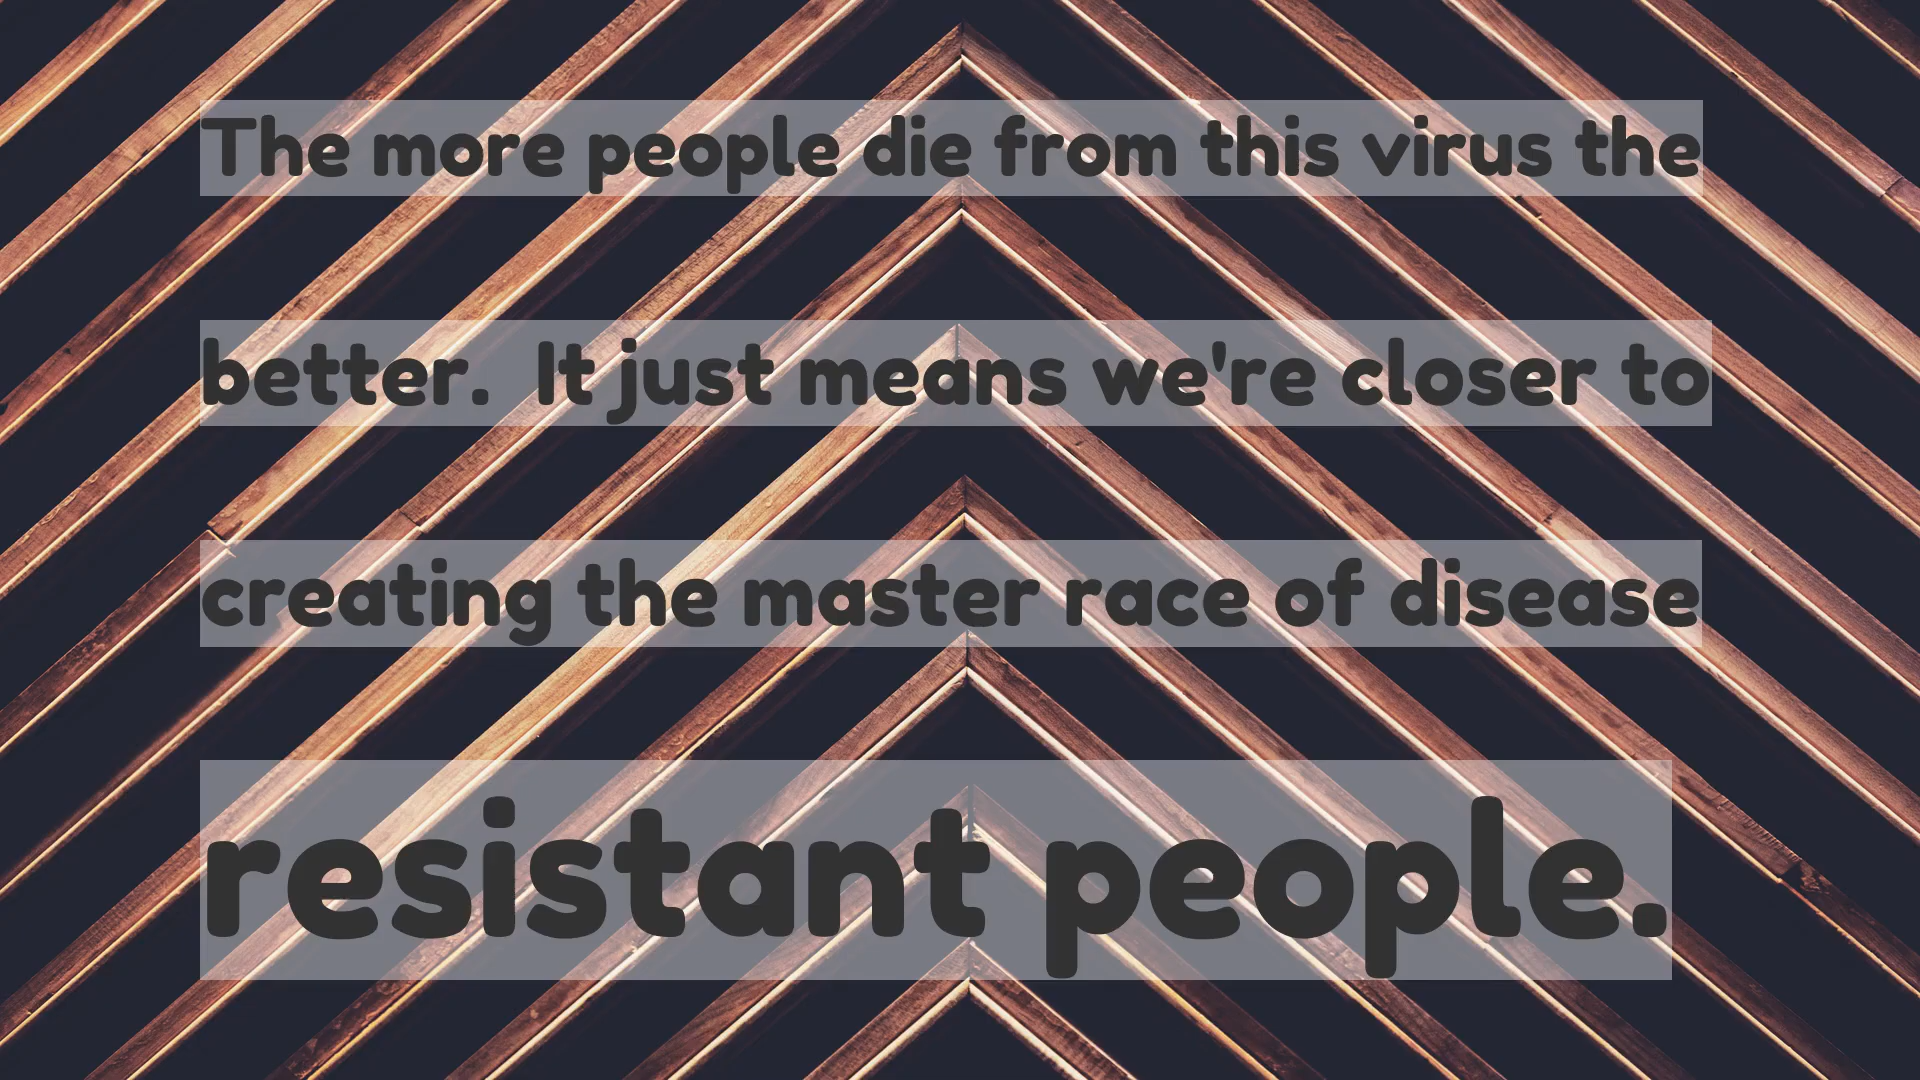 The more people die from this virus the
better.  It just means we're closer to
creating the master race of disease
resistant people.